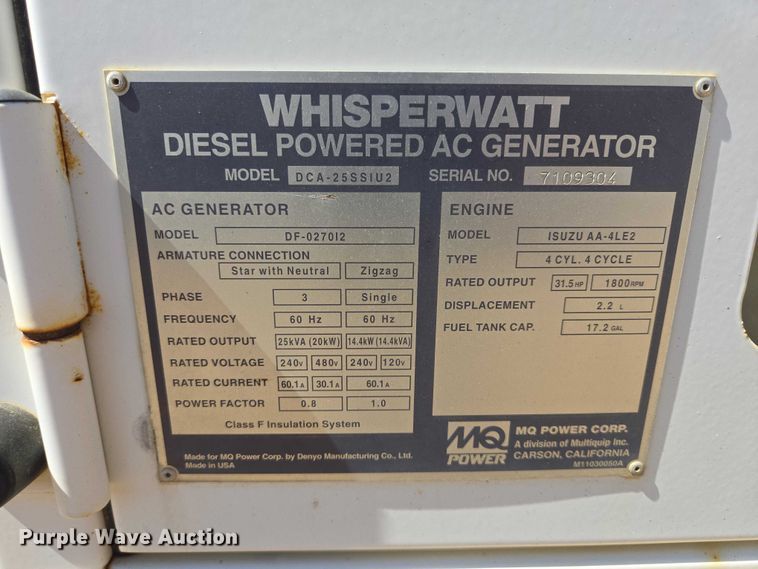 WHISPERWATT
DIESEL POWERED AC GENERATOR
MODEL DCA-25SSIU2 SERIAL NO. 7109304
AC GENERATOR
MODEL DF-0270I2
ARMATURE CONNECTION
Star with Neutral Zigzag
PHASE 3 Single
FREQUENCY 60 Hz 60 Hz
RATED OUTPUT 25kVA (20kW) 14.4kW (14.4kVA)
RATED VOLTAGE 240V 480V 240V 120V
RATED CURRENT 60.1A 30.1A 60.1A
POWER FACTOR 0.8 1.0
Class F Insulation System
ENGINE
MODEL ISUZU AA-4LE2
TYPE 4 CYL. 4 CYCLE
RATED OUTPUT 31.5 HP 1800RPM
DISPLACEMENT 2.2 L
FUEL TANK CAP. 17.2 GAL
Made for MQ Power Corp. by Denyo Manufacturing Co., Ltd.
Made in USA
MQ
POWER
MQ POWER CORP.
A division of Multiquip Inc.
CARSON, CALIFORNIA
M11030050A
Purple Wave Auction